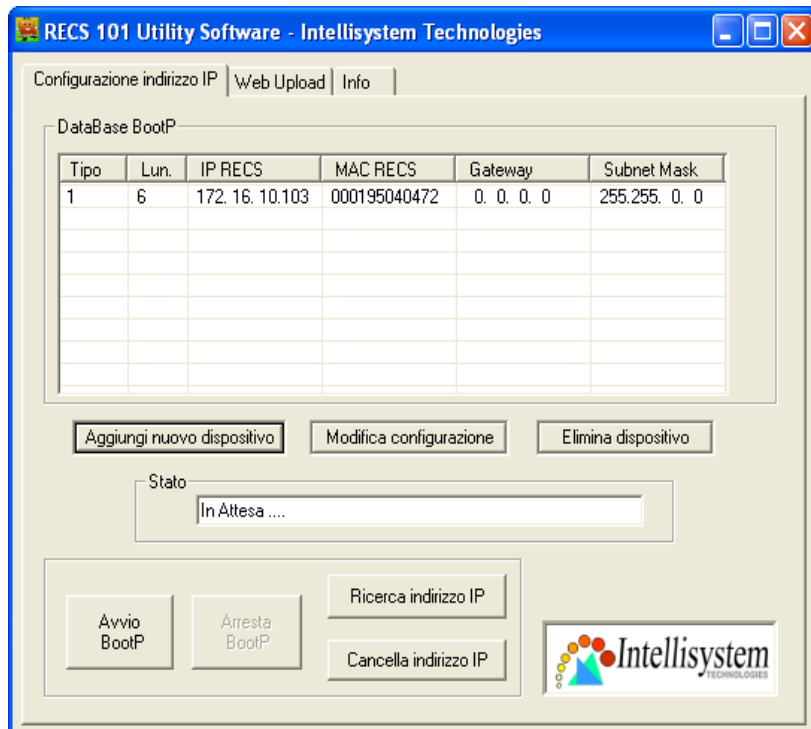 RECS 101 Utility Software - Intellisystem Technologies
Configurazione indirizzo IP Web Upload Info
DataBase BootP
Tipo Lun. IP RECS MAC RECS Gateway Subnet Mask
1 6 172. 16. 10.103 000195040472 0. 0. 0. 0 255.255. 0. 0
Aggiungi nuovo dispositivo Modifica configurazione Elimina dispositivo
Stato
In Attesa ....
Avvio BootP
Arresta BootP
Ricerca indirizzo IP
Cancella indirizzo IP
Intellisystem
TECHNOLOGIES